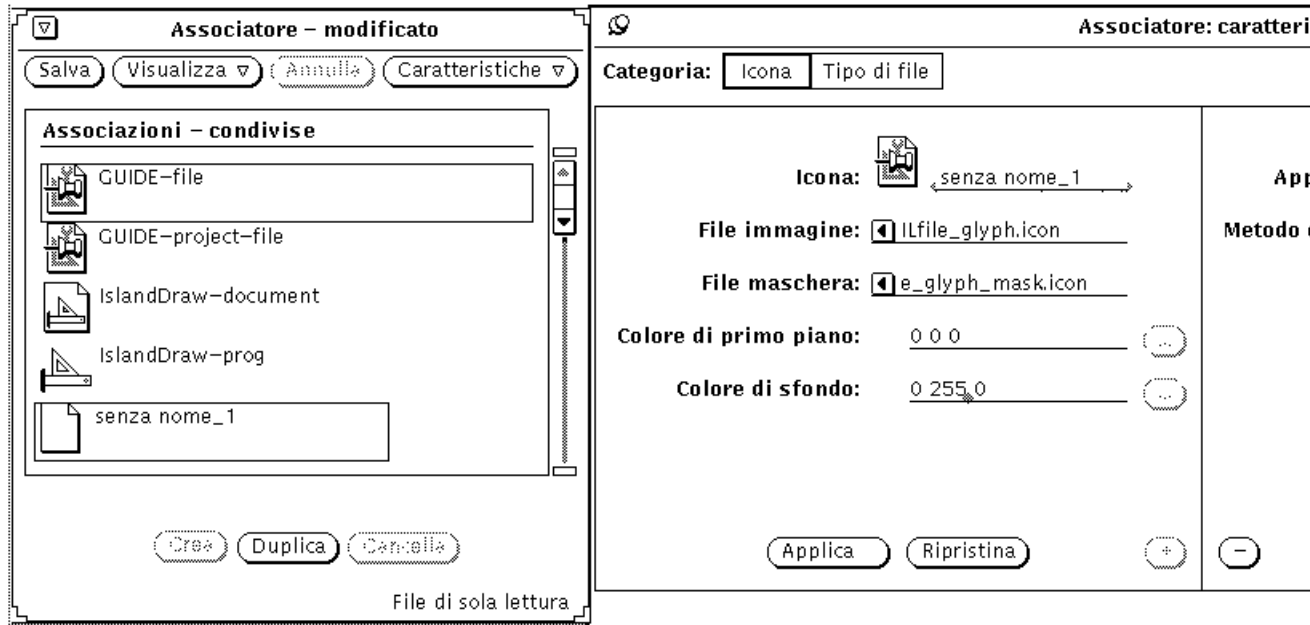 Associatore – modificato
Salva Visualizza Annulla Caratteristiche
Associazioni – condivise
GUIDE–file
GUIDE–project–file
IslandDraw–document
IslandDraw–prog
senza nome_1
Crea Duplica Cancella
File di sola lettura
Associatore: caratteri
Categoria: Icona Tipo di file
Icona: senza nome_1
File immagine: ILfile_glyph.icon
File maschera: e_glyph_mask.icon
Colore di primo piano: 0 0 0 ...
Colore di sfondo: 0 255 0 ...
Applica Ripristina + −
App
Metodo